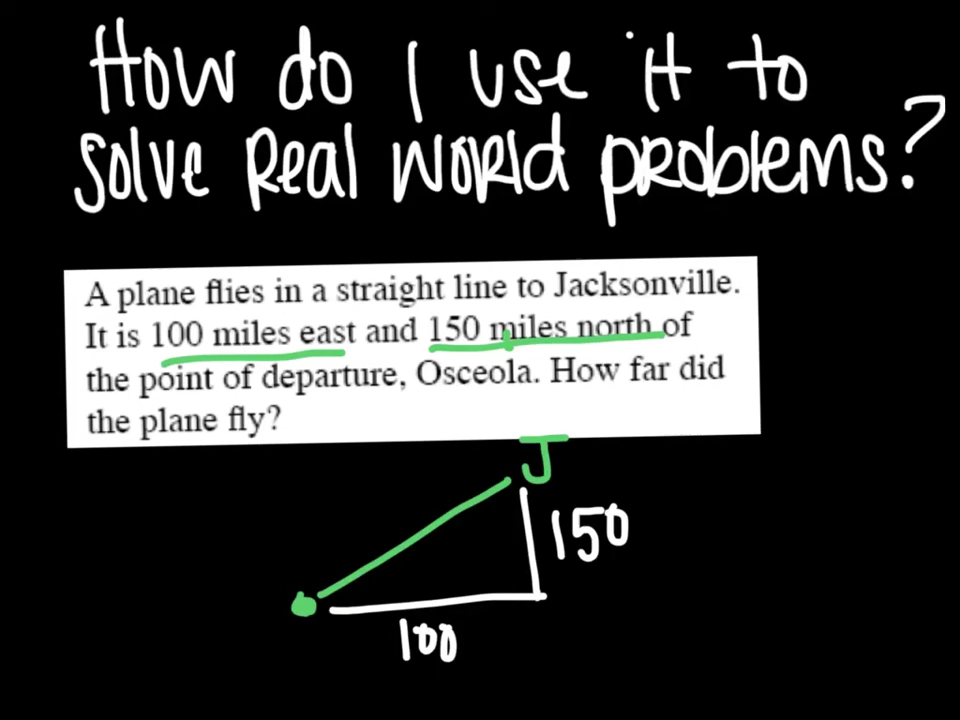 How do I use it to
solve Real world problems?
A plane flies in a straight line to Jacksonville.
It is 100 miles east and 150 miles north of
the point of departure, Osceola. How far did
the plane fly?
J
150
100